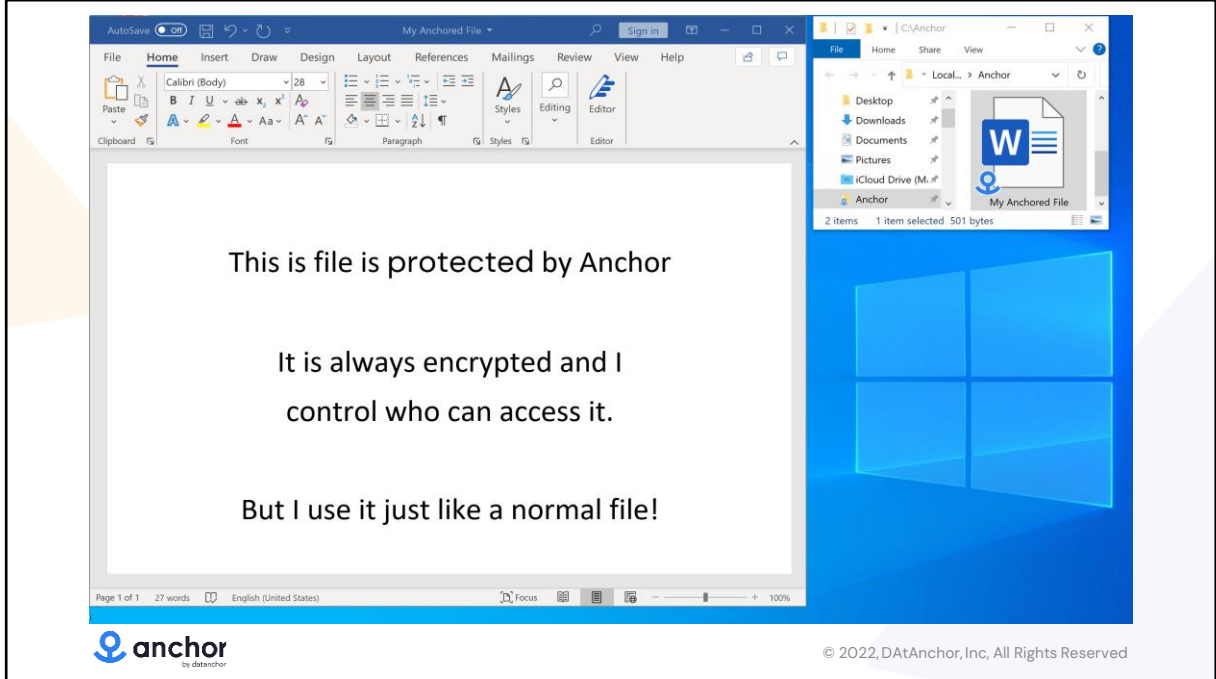 AutoSave Off My Anchored File Sign in
File Home Insert Draw Design Layout References Mailings Review View Help
Calibri (Body) 28
Paste
B I U ab x₂ x² A
A A Aa A A
Styles Editing Editor
Clipboard Font Paragraph Styles Editor
This is file is protected by Anchor
It is always encrypted and I
control who can access it.
But I use it just like a normal file!
Page 1 of 1 27 words English (United States) Focus 100%
C:\Anchor
File Home Share View
Local... > Anchor
Desktop
Downloads
Documents
Pictures
iCloud Drive (M
Anchor
W
My Anchored File
2 items 1 item selected 501 bytes
anchor
by datanchor
© 2022, DAtAnchor, Inc, All Rights Reserved